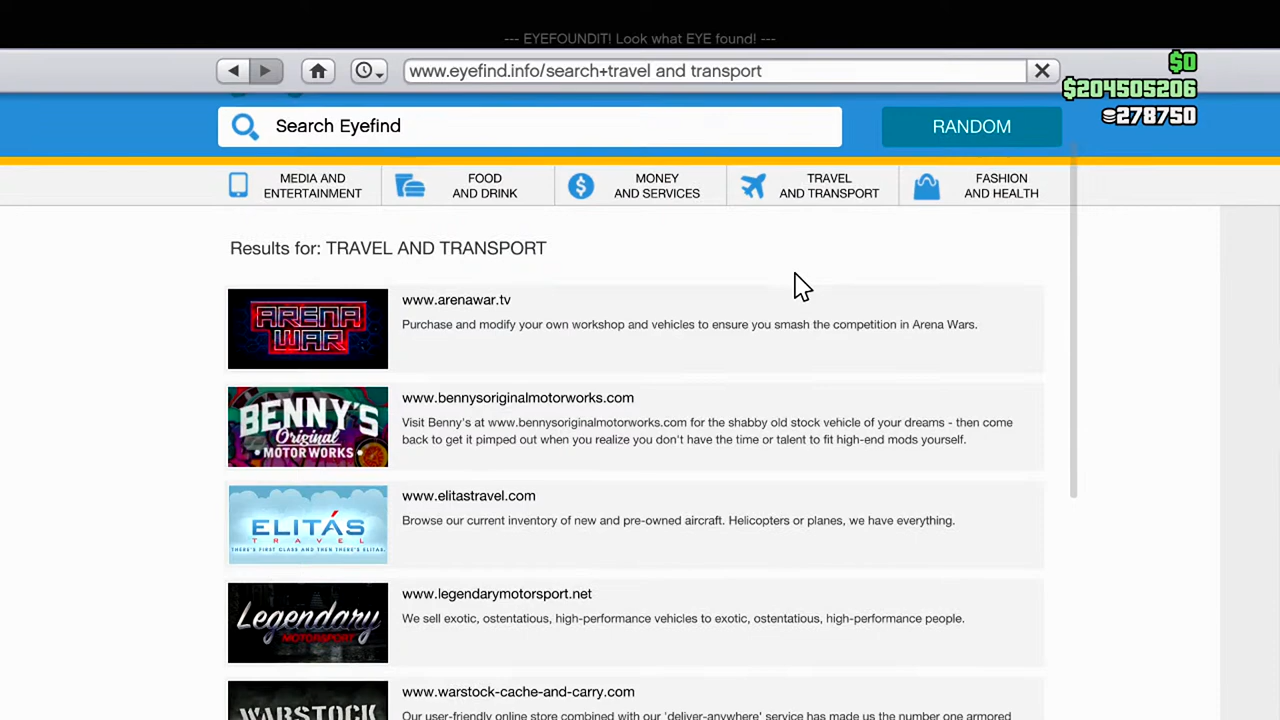 --- EYEFOUNDIT! Look what EYE found! ---
www.eyefind.info/search+travel and transport
$0
$204505206
278750
Search Eyefind
RANDOM
MEDIA AND
ENTERTAINMENT
FOOD
AND DRINK
MONEY
AND SERVICES
TRAVEL
AND TRANSPORT
FASHION
AND HEALTH
Results for: TRAVEL AND TRANSPORT
ARENA
WAR
www.arenawar.tv
Purchase and modify your own workshop and vehicles to ensure you smash the competition in Arena Wars.
BENNY'S
Original
MOTOR WORKS
www.bennysoriginalmotorworks.com
Visit Benny's at www.bennysoriginalmotorworks.com for the shabby old stock vehicle of your dreams - then come
back to get it pimped out when you realize you don't have the time or talent to fit high-end mods yourself.
ELITÁS
TRAVEL
THERE'S FIRST CLASS AND THEN THERE'S ELITAS.
www.elitastravel.com
Browse our current inventory of new and pre-owned aircraft. Helicopters or planes, we have everything.
Legendary
MOTORSPORT
www.legendarymotorsport.net
We sell exotic, ostentatious, high-performance vehicles to exotic, ostentatious, high-performance people.
WARSTOCK
www.warstock-cache-and-carry.com
Our user-friendly online store combined with our 'deliver-anywhere' service has made us the number one armored